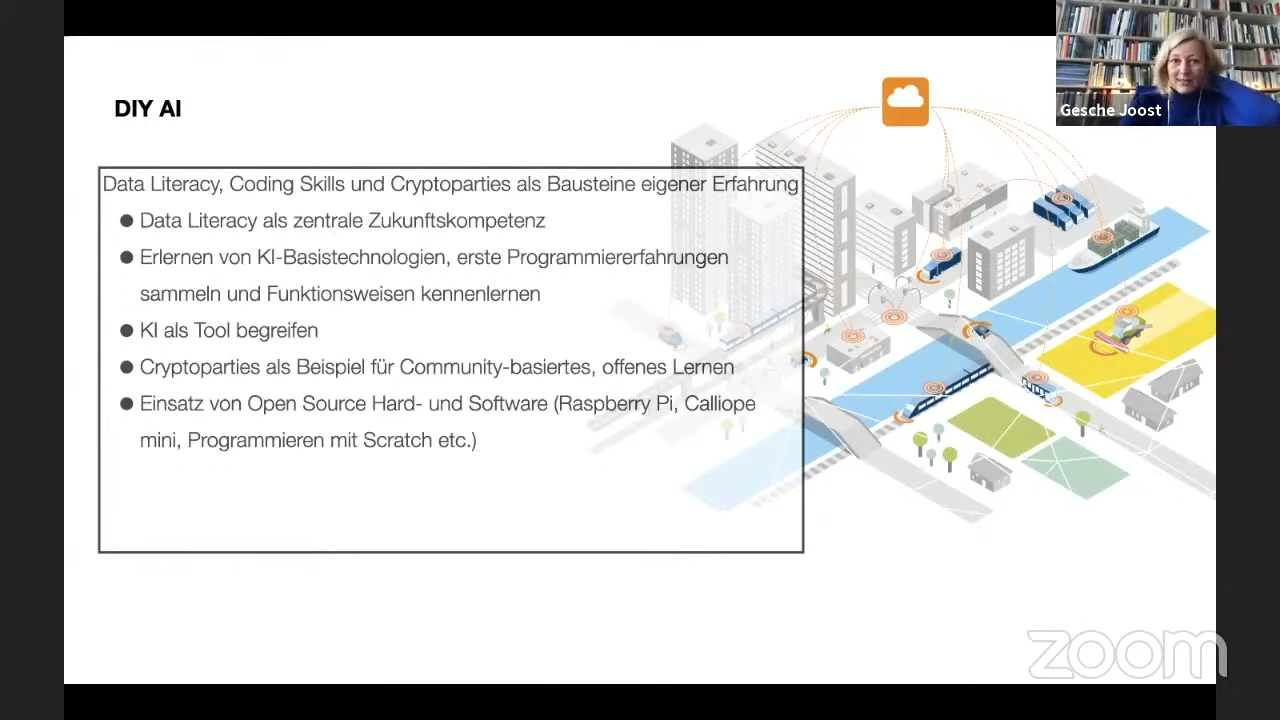 Gesche Joost
DIY AI
Data Literacy, Coding Skills und Cryptoparties als Bausteine eigener Erfahrung
● Data Literacy als zentrale Zukunftskompetenz
● Erlernen von KI-Basistechnologien, erste Programmiererfahrungen
sammeln und Funktionsweisen kennenlernen
● KI als Tool begreifen
● Cryptoparties als Beispiel für Community-basiertes, offenes Lernen
● Einsatz von Open Source Hard- und Software (Raspberry Pi, Calliope
mini, Programmieren mit Scratch etc.)
zoom